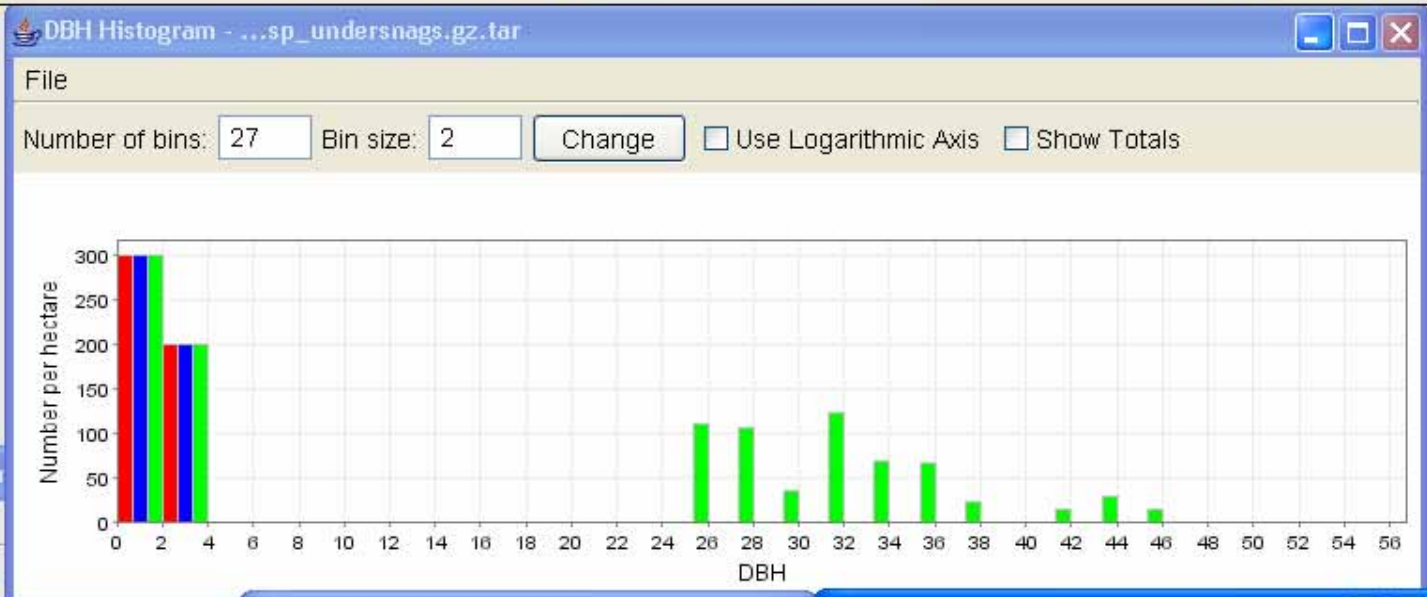 DBH Histogram - ...sp_undersnags.gz.tar
File
Number of bins: 27 Bin size: 2 Change Use Logarithmic Axis Show Totals
300
250
200
150
100
50
0
Number per hectare
0 2 4 6 8 10 12 14 16 18 20 22 24 26 28 30 32 34 36 38 40 42 44 46 48 50 52 54 56
DBH